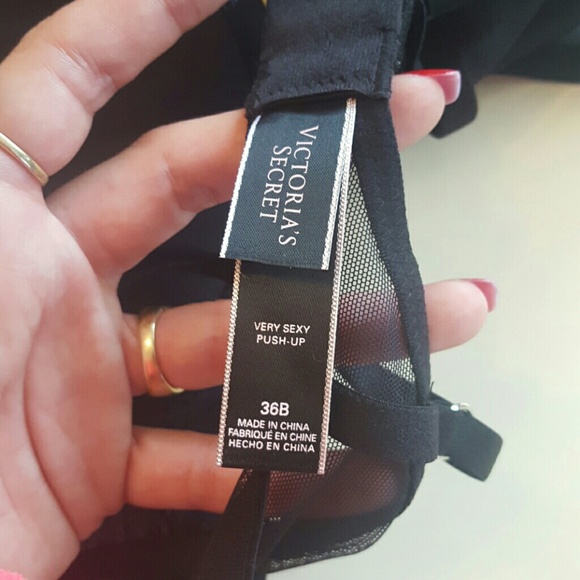 VICTORIA'S
SECRET
VERY SEXY
PUSH-UP
36B
MADE IN CHINA
FABRIQUÉ EN CHINE
HECHO EN CHINA